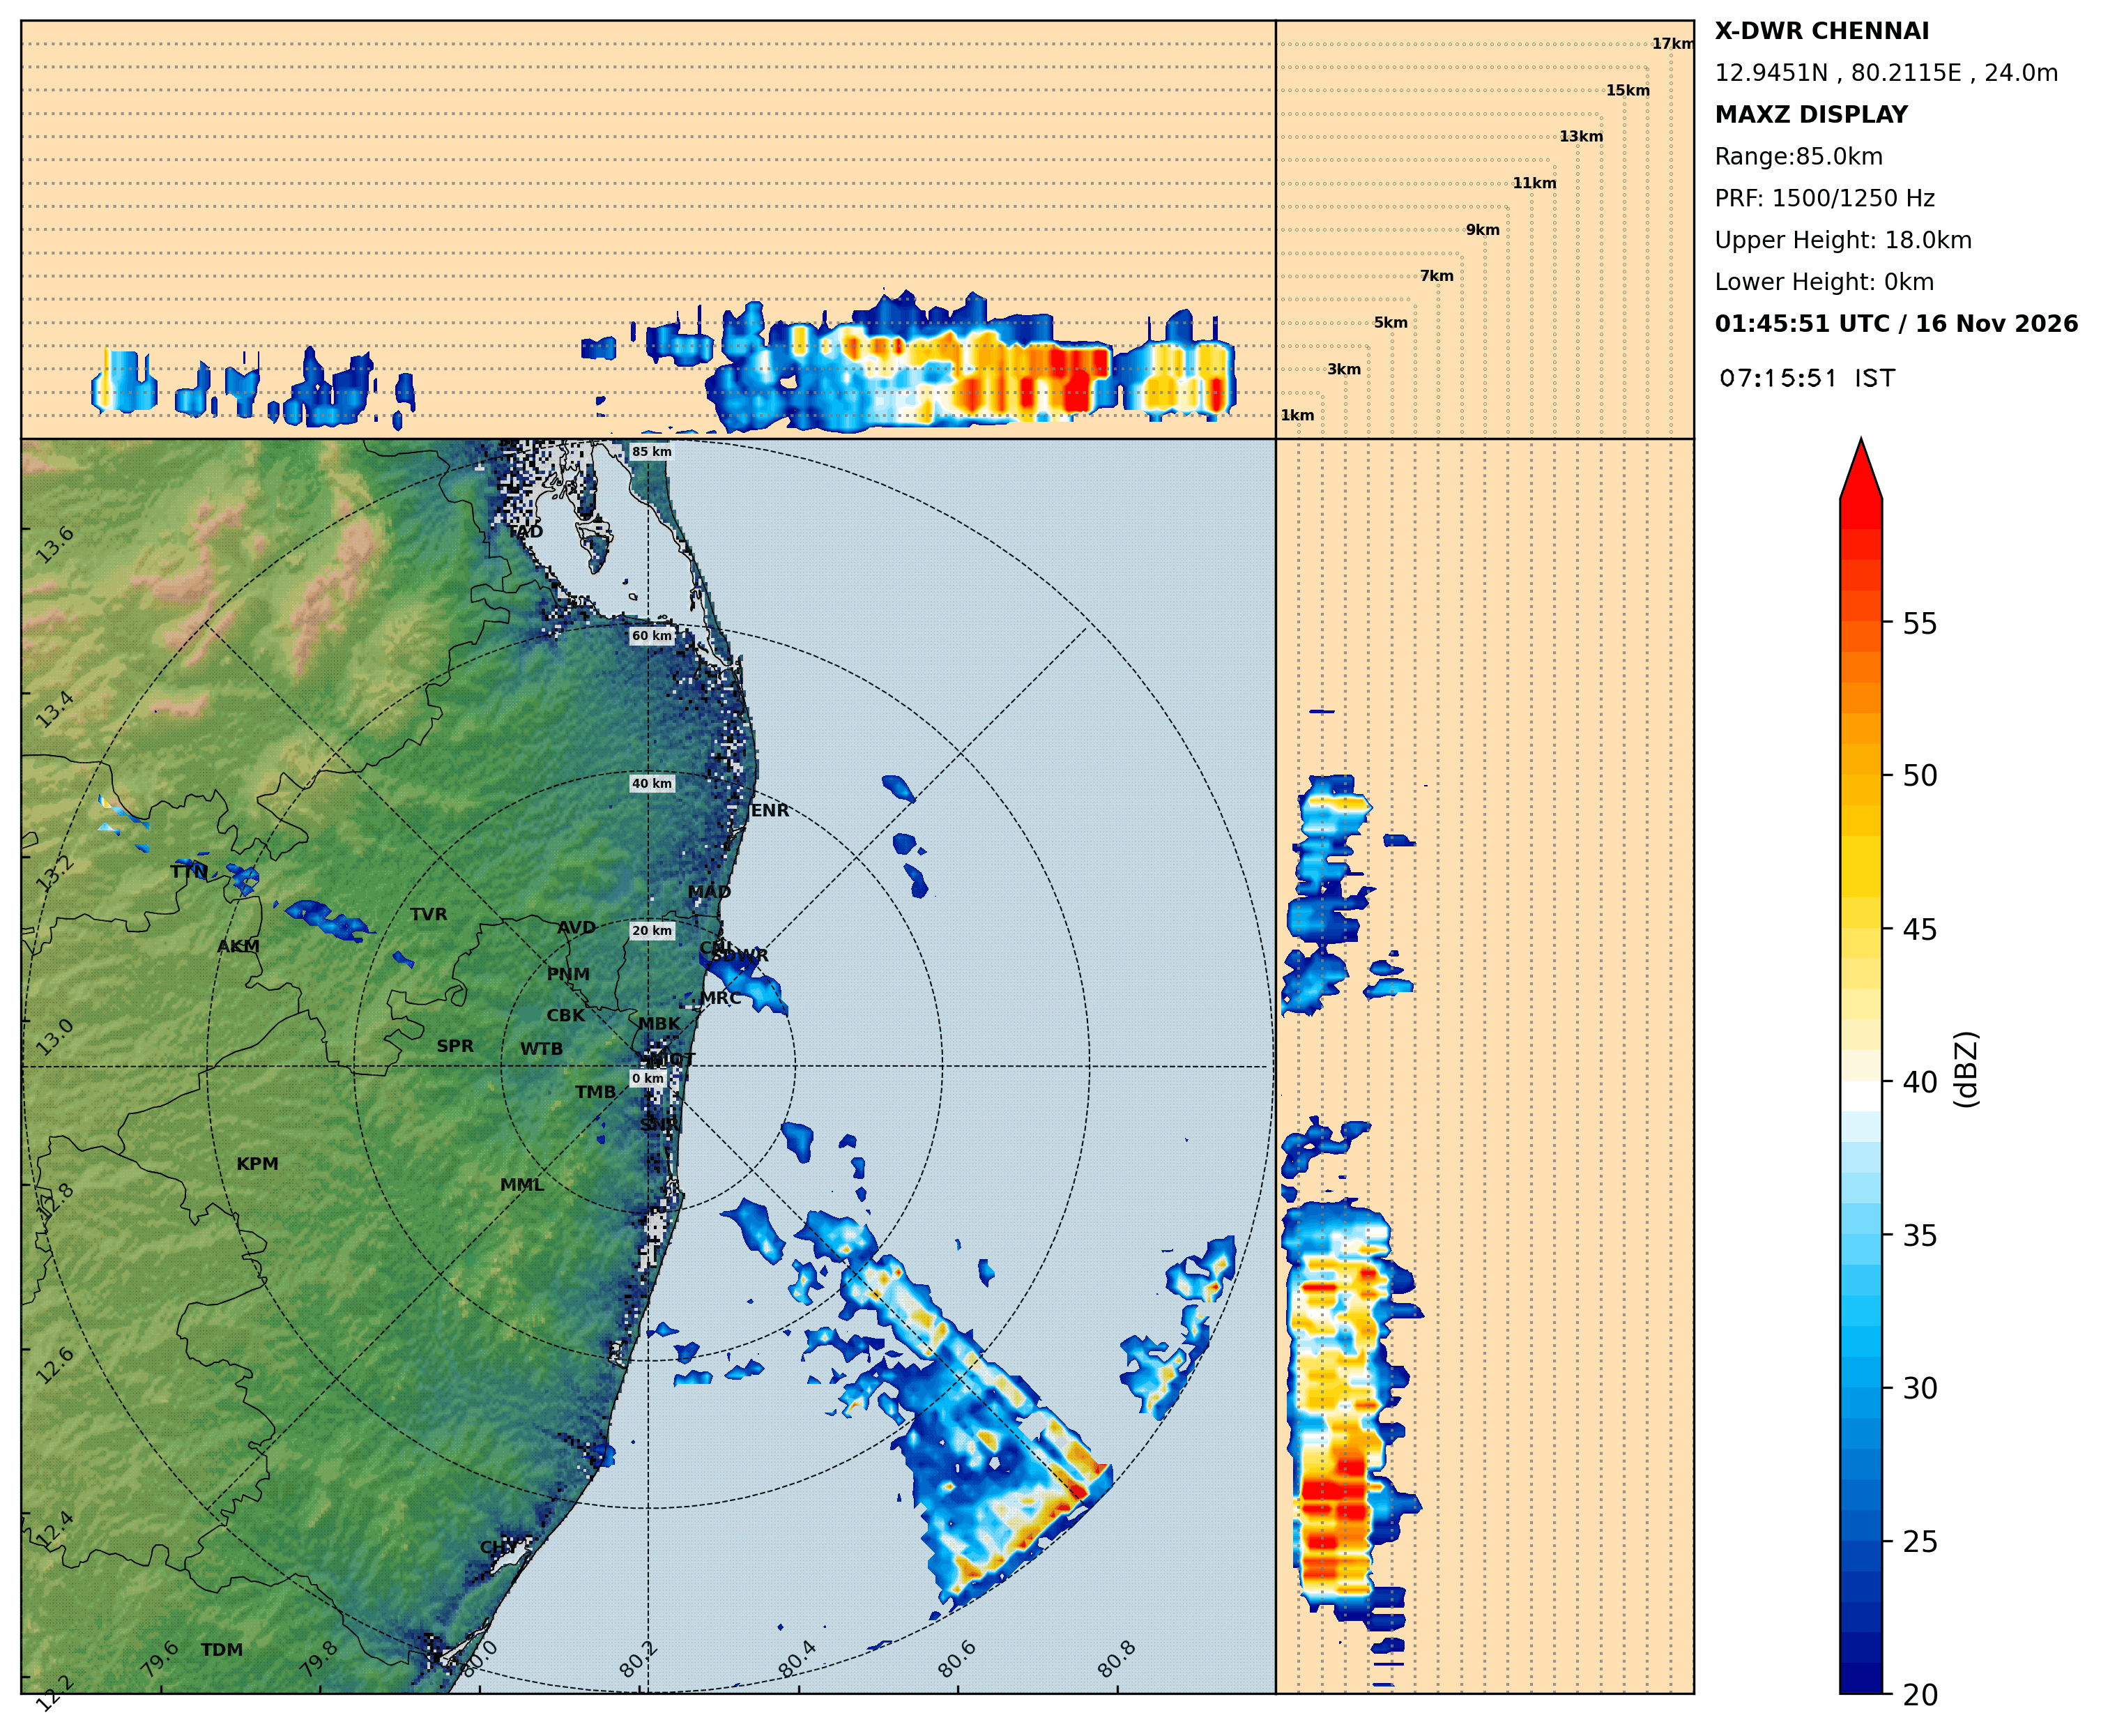 X-DWR CHENNAI
12.9451N , 80.2115E , 24.0m
MAXZ DISPLAY
Range:85.0km
PRF: 1500/1250 Hz
Upper Height: 18.0km
Lower Height: 0km
01:45:51 UTC / 16 Nov 2026
07:15:51 IST
17km
15km
13km
11km
9km
7km
5km
3km
1km
85 km
60 km
40 km
20 km
0 km
TAD
ENR
TTN
MAD
TVR
AVD
AKM
SDWR
PNM
MRC
CBK
MBK
SPR
WTB
TMB
SNR
KPM
MML
CHY
TDM
13.6
13.4
13.2
13.0
12.8
12.6
12.4
12.2
79.6
79.8
80.0
80.2
80.4
80.6
80.8
55
50
45
40
35
30
25
20
(dBZ)